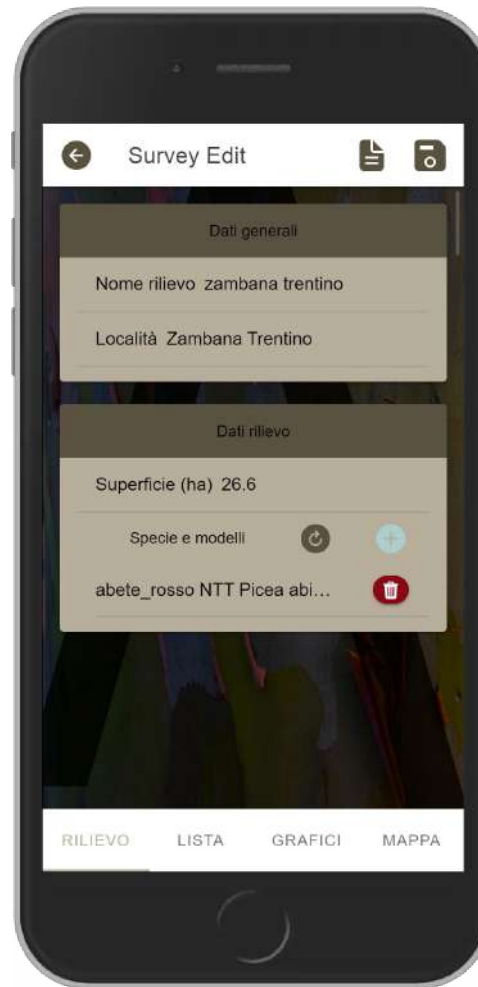 Survey Edit
Dati generali
Nome rilievo zambana trentino
Località Zambana Trentino
Dati rilievo
Superficie (ha) 26.6
Specie e modelli
abete_rosso NTT Picea abi...
RILIEVO LISTA GRAFICI MAPPA